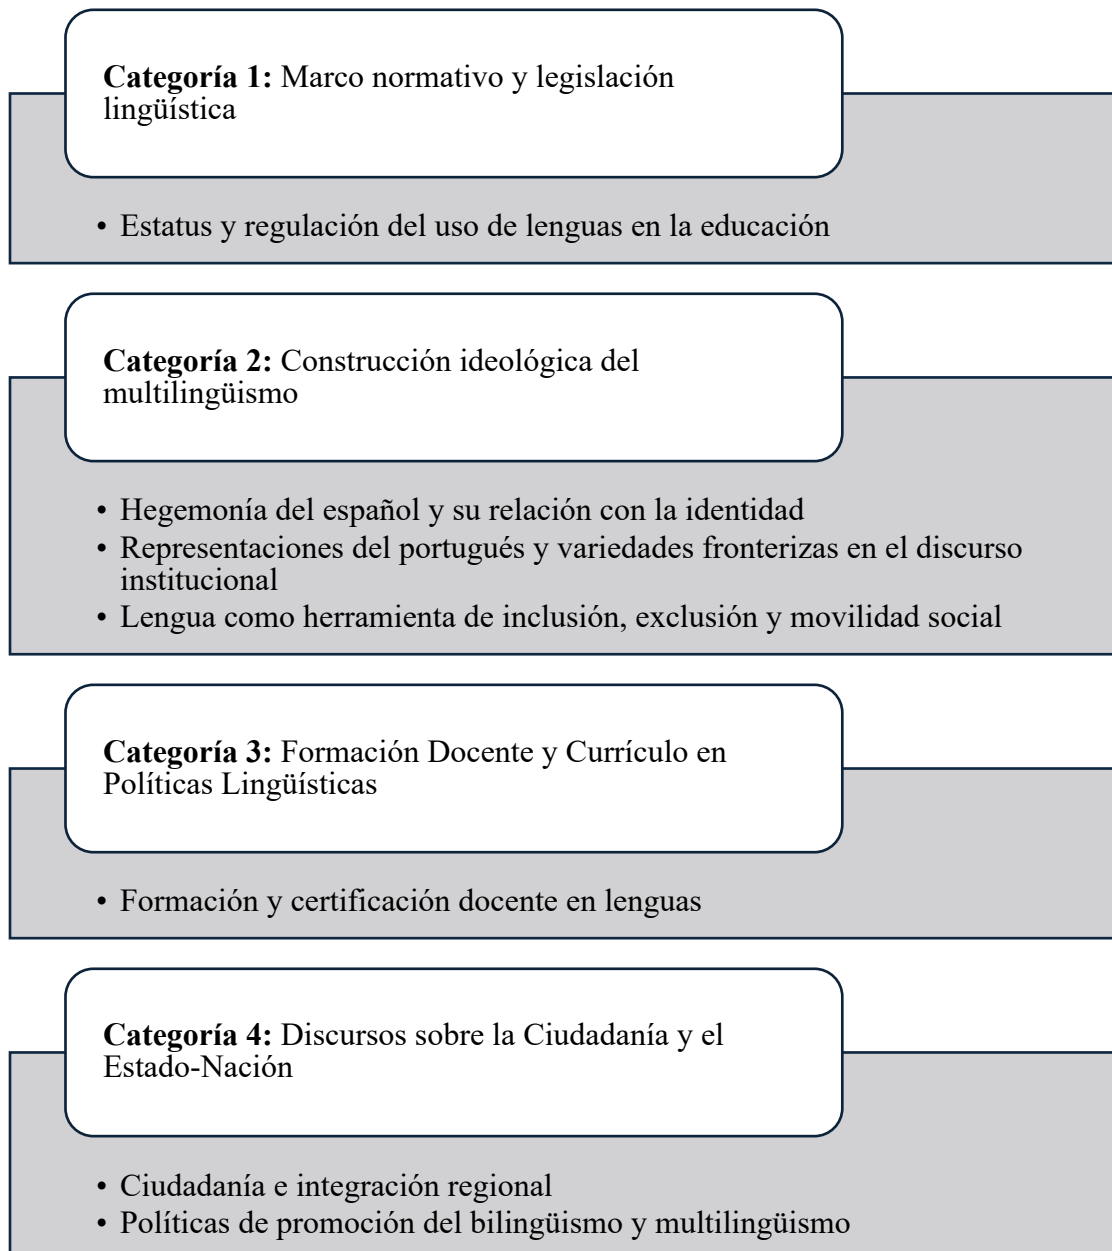 Categoría 1: Marco normativo y legislación
lingüística
• Estatus y regulación del uso de lenguas en la educación
Categoría 2: Construcción ideológica del
multilingüismo
• Hegemonía del español y su relación con la identidad
• Representaciones del portugués y variedades fronterizas en el discurso
institucional
• Lengua como herramienta de inclusión, exclusión y movilidad social
Categoría 3: Formación Docente y Currículo en
Políticas Lingüísticas
• Formación y certificación docente en lenguas
Categoría 4: Discursos sobre la Ciudadanía y el
Estado-Nación
• Ciudadanía e integración regional
• Políticas de promoción del bilingüismo y multilingüismo